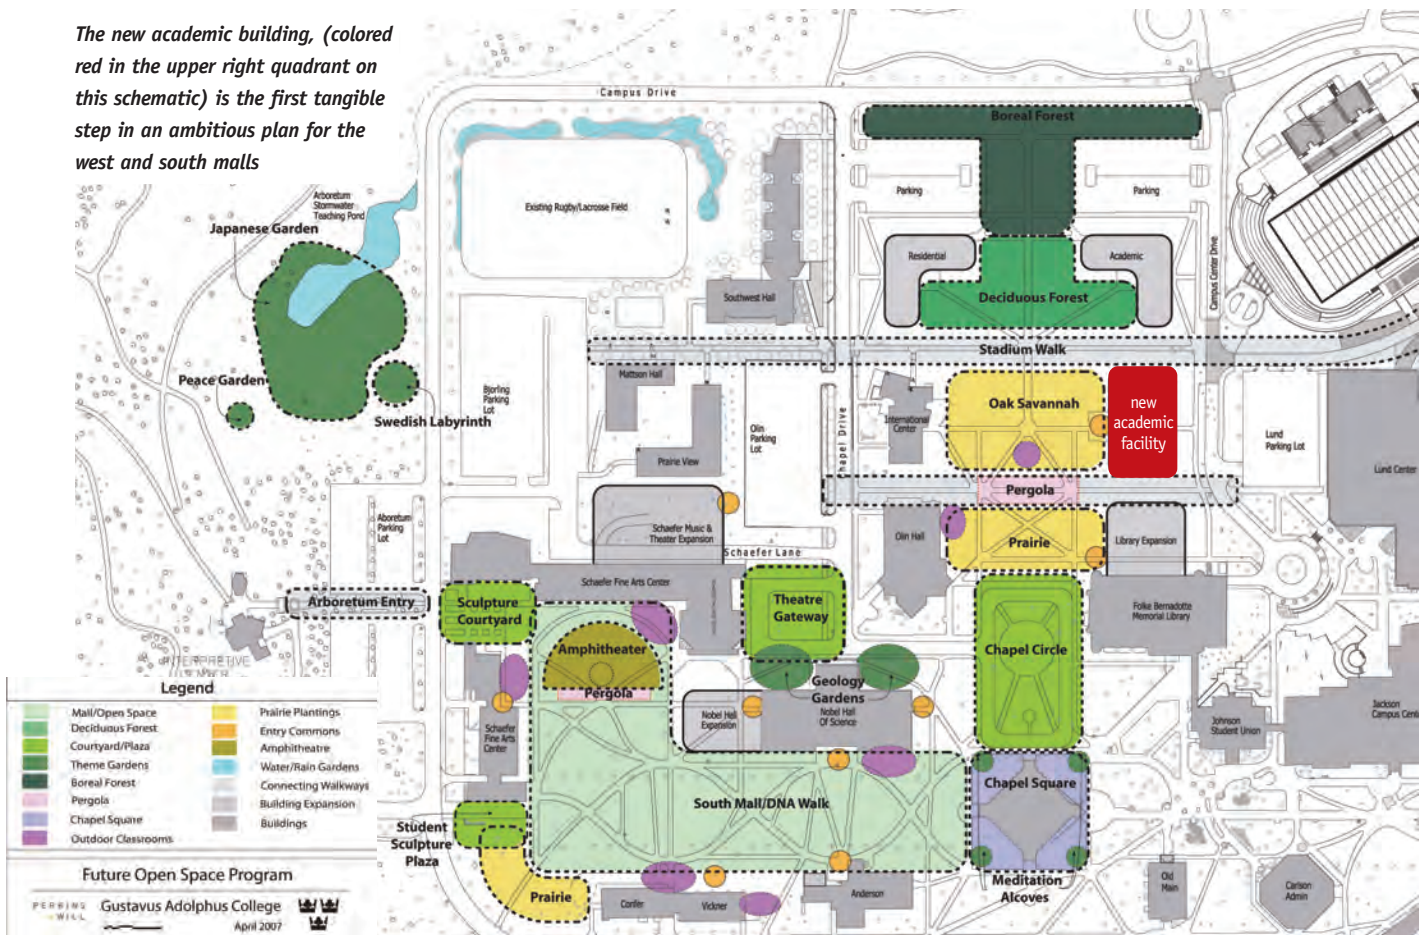 The new academic building, (colored
red in the upper right quadrant on
this schematic) is the first tangible
step in an ambitious plan for the
west and south malls
Campus Drive
Boreal Forest
Parking
Parking
Existing Rugby/Lacrosse Field
Arboretum
Stormwater
Teaching Pond
Japanese Garden
Residential
Academic
Campus Center Drive
Southwest Hall
Deciduous Forest
Stadium Walk
Mattson Hall
Peace Garden
Swedish Labyrinth
Bjorling
Parking
Lot
Oak Savannah
new
academic
facility
International
Center
Chapel Drive
Olin
Parking
Lot
Lund
Parking Lot
Lund Center
Prairie View
Pergola
Aboretum
Parking
Lot
Schaefer Music &
Theater Expansion
Schaefer Lane
Olin Hall
Prairie
Library Expansion
Schaefer Fine Arts Center
Arboretum Entry
Sculpture
Courtyard
Theatre
Gateway
Folke Bernadotte
Memorial Library
Amphitheater
Pergola
Chapel Circle
INTERPRETIVE
Geology
Gardens
Nobel Hall
Expansion
Nobel Hall
Of Science
Schaefer
Fine Arts
Center
Johnson
Student Union
Jackson
Campus Cent
Legend
Mall/Open Space
Deciduous Forest
Courtyard/Plaza
Theme Gardens
Boreal Forest
Pergola
Chapel Square
Outdoor Classrooms
Prairie Plantings
Entry Commons
Amphitheatre
Water/Rain Gardens
Connecting Walkways
Building Expansion
Buildings
South Mall/DNA Walk
Chapel Square
Student
Sculpture
Plaza
Prairie
Confer
Vickner
Anderson
Meditation
Alcoves
Old
Main
Carlson
Admin
Future Open Space Program
PERKINS
+ WILL
Gustavus Adolphus College
April 2007